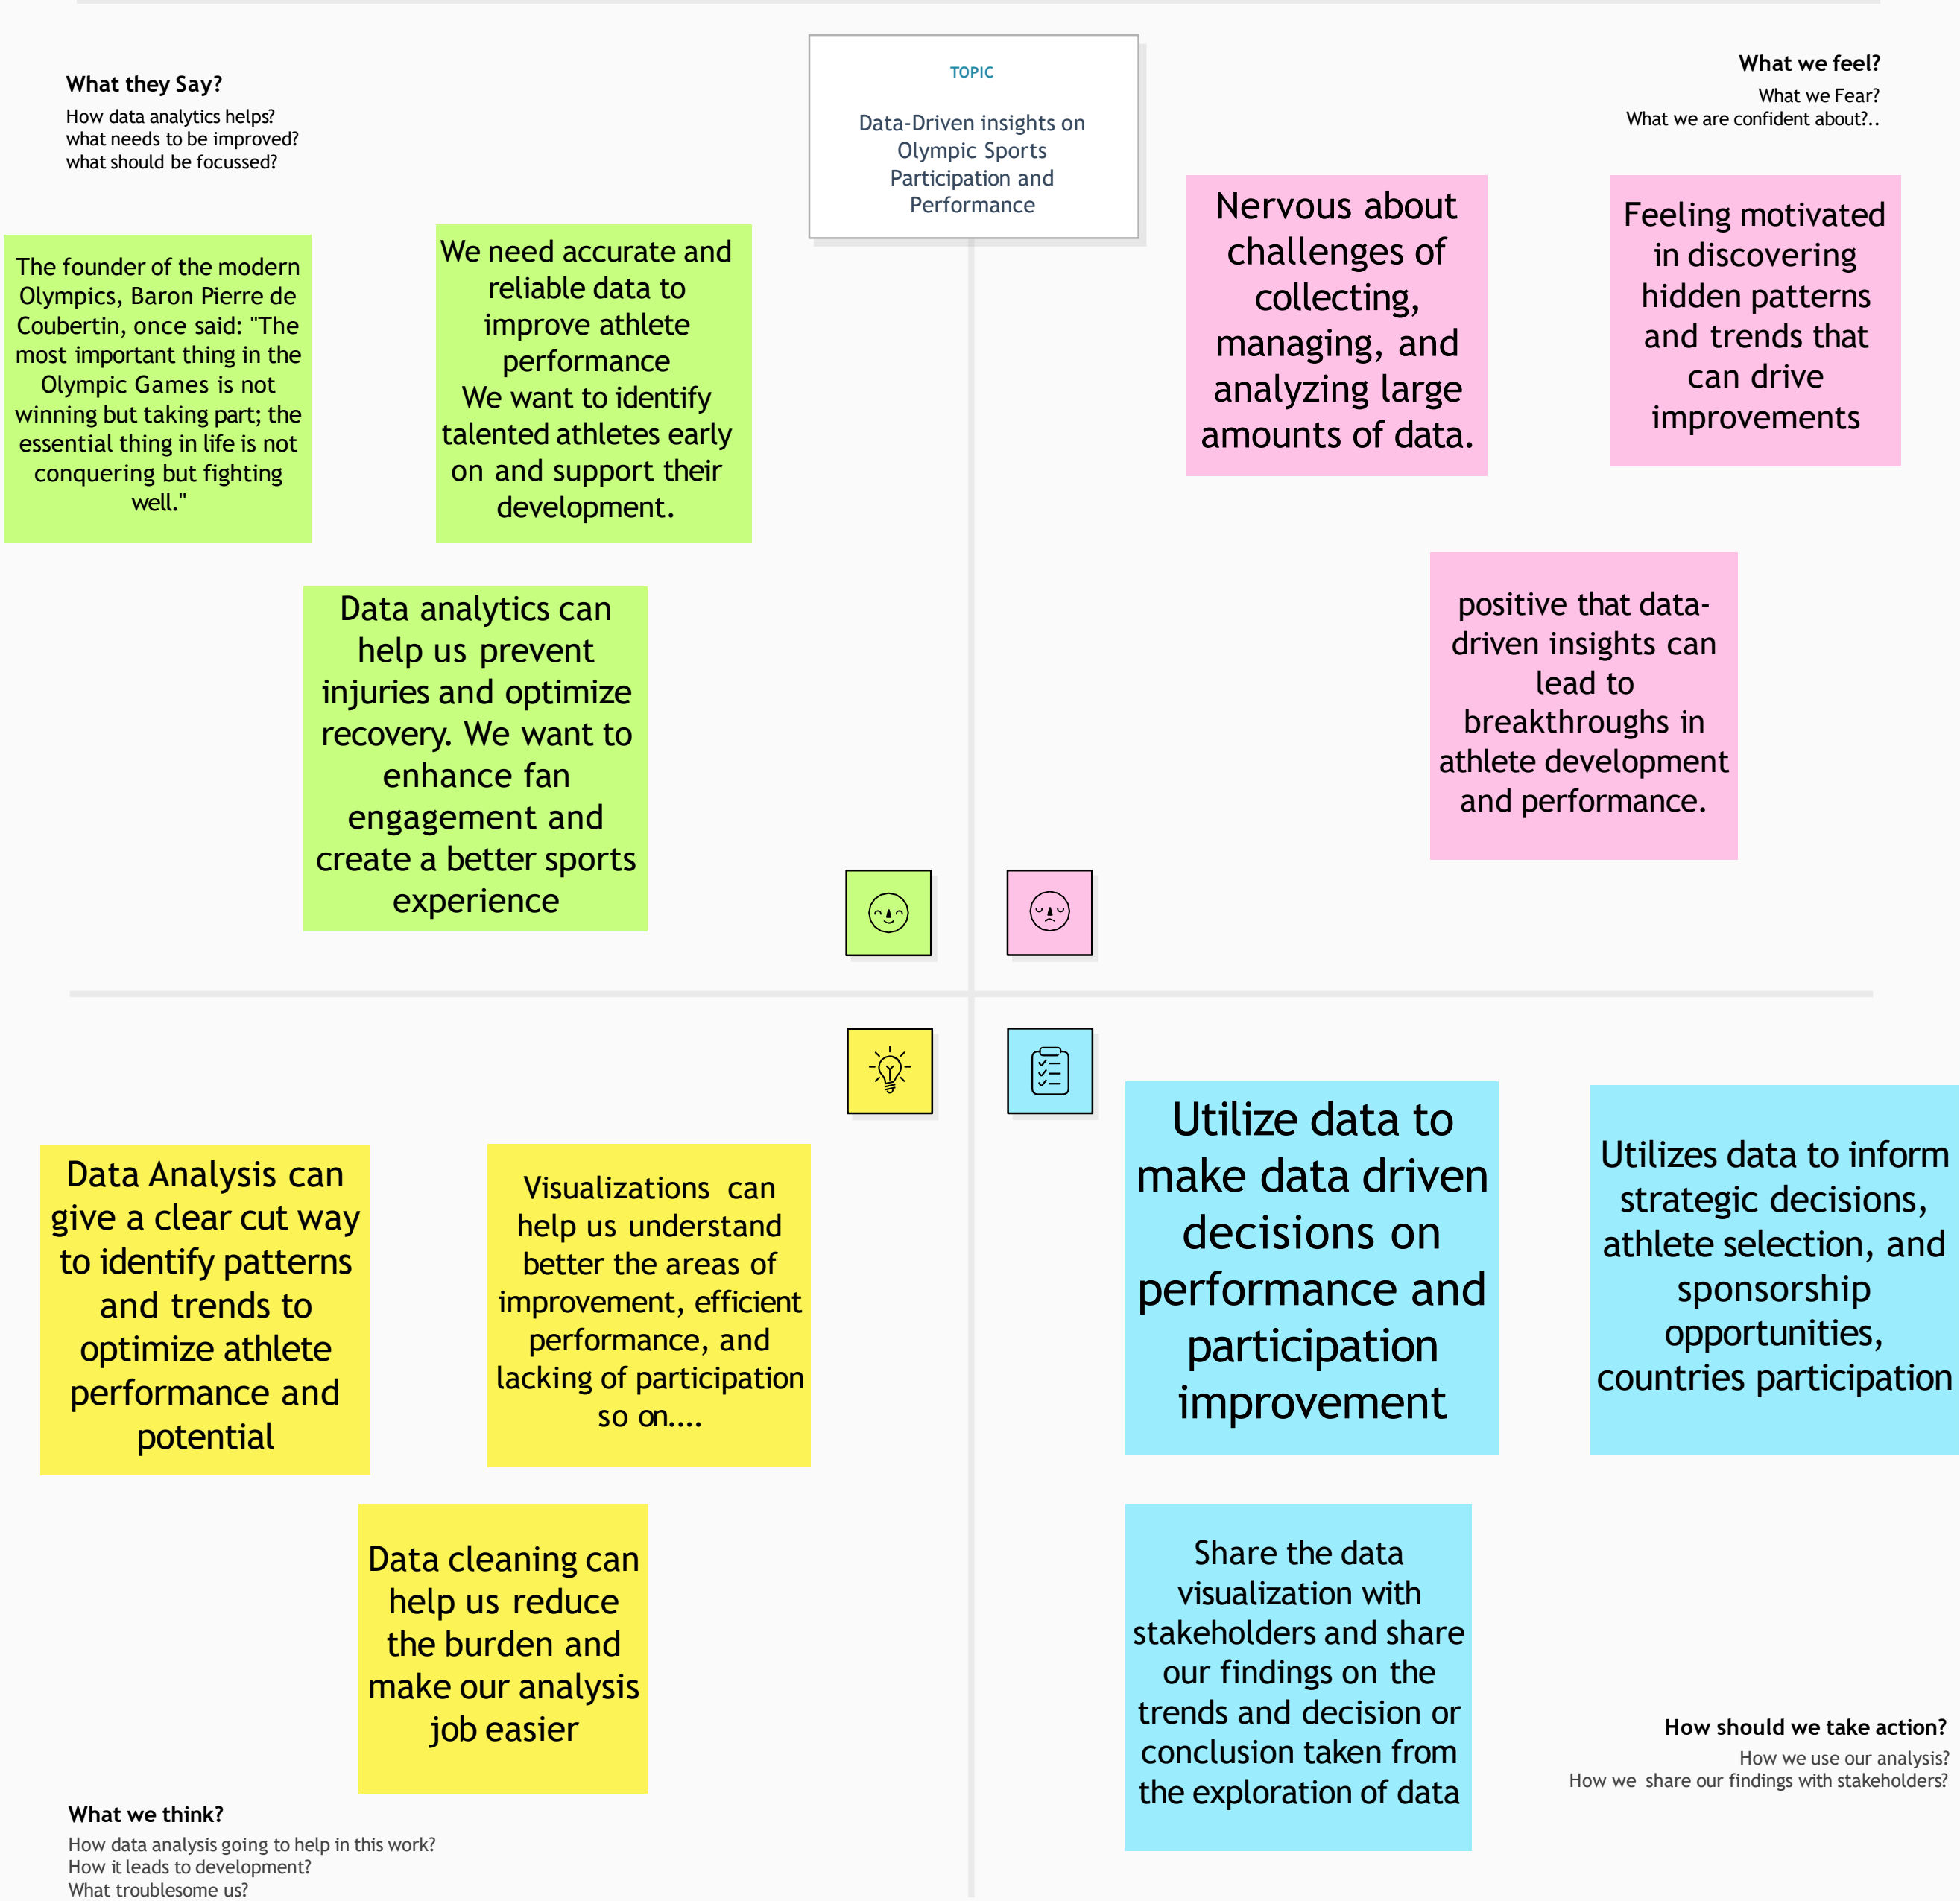 What they Say?
How data analytics helps?
what needs to be improved?
what should be focussed?
TOPIC
Data-Driven insights on
Olympic Sports
Participation and
Performance
What we feel?
What we Fear?
What we are confident about?..
The founder of the modern
Olympics, Baron Pierre de
Coubertin, once said: "The
most important thing in the
Olympic Games is not
winning but taking part; the
essential thing in life is not
conquering but fighting
well."
We need accurate and
reliable data to
improve athlete
performance
We want to identify
talented athletes early
on and support their
development.
Data analytics can
help us prevent
injuries and optimize
recovery. We want to
enhance fan
engagement and
create a better sports
experience
Nervous about
challenges of
collecting,
managing, and
analyzing large
amounts of data.
Feeling motivated
in discovering
hidden patterns
and trends that
can drive
improvements
positive that data-
driven insights can
lead to
breakthroughs in
athlete development
and performance.
Data Analysis can
give a clear cut way
to identify patterns
and trends to
optimize athlete
performance and
potential
Visualizations can
help us understand
better the areas of
improvement, efficient
performance, and
lacking of participation
so on....
Data cleaning can
help us reduce
the burden and
make our analysis
job easier
What we think?
How data analysis going to help in this work?
How it leads to development?
What troublesome us?
Utilize data to
make data driven
decisions on
performance and
participation
improvement
Utilizes data to inform
strategic decisions,
athlete selection, and
sponsorship
opportunities,
countries participation
Share the data
visualization with
stakeholders and share
our findings on the
trends and decision or
conclusion taken from
the exploration of data
How should we take action?
How we use our analysis?
How we share our findings with stakeholders?